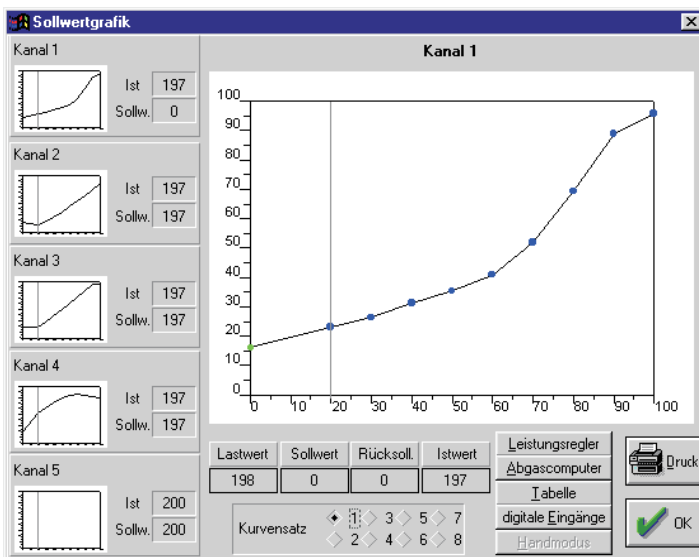 Sollwertgrafik
Kanal 1
Ist 197
Sollw. 0
Kanal 2
Ist 197
Sollw. 197
Kanal 3
Ist 197
Sollw. 197
Kanal 4
Ist 197
Sollw. 197
Kanal 5
Ist 200
Sollw. 200
Kanal 1
100
90
80
70
60
50
40
30
20
10
0
0 10 20 30 40 50 60 70 80 90 100
Lastwert Sollwert Rücksoll. Istwert
198 0 0 197
Kurvensatz 1 3 5 7
2 4 6 8
Leistungsregler
Abgascomputer
Tabelle
digitale Eingänge
Handmodus
Druck
OK